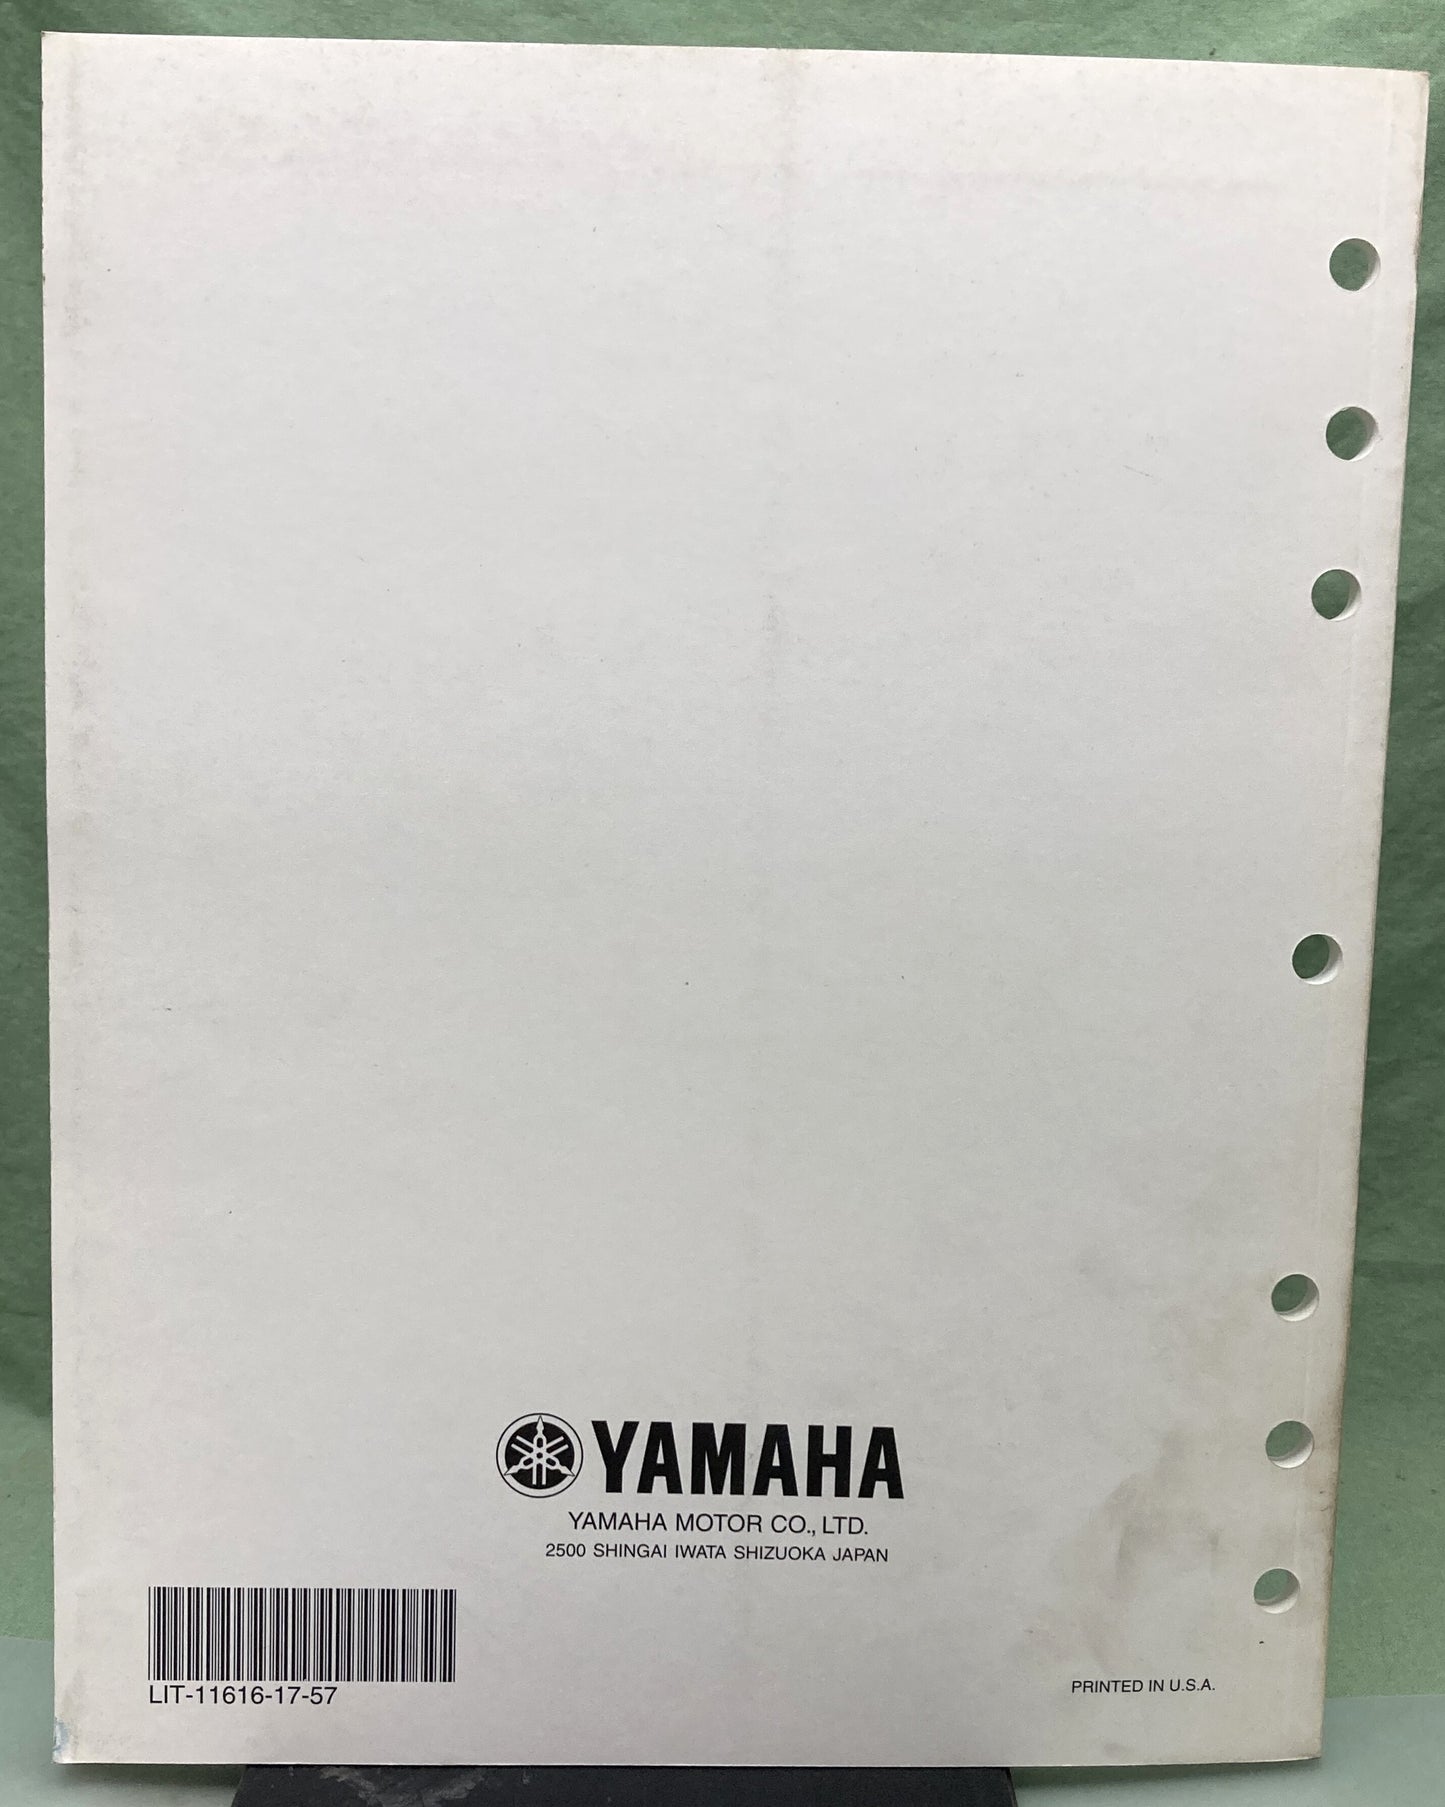 YAMAHA
YAMAHA MOTOR CO., LTD.
2500 SHINGAI IWATA SHIZUOKA JAPAN
LIT-11616-17-57
PRINTED IN U.S.A.